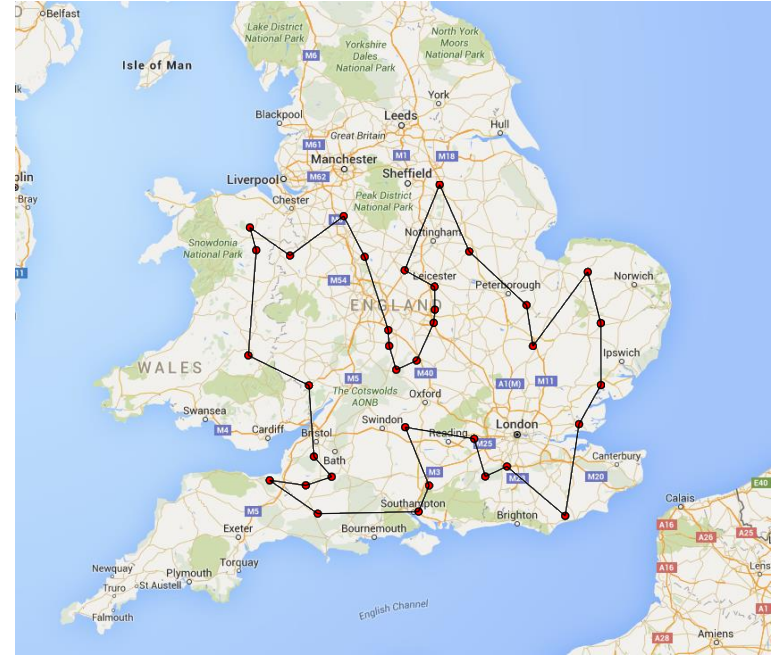 Belfast
Lake District
National Park
North York
Moors
National Park
Yorkshire
Dales
National Park
M6
Isle of Man
York
Blackpool
Leeds
Hull
Great Britain
M61
M1
M18
Manchester
M62
Liverpool
Sheffield
Chester
Peak District
National Park
Bray
Snowdonia
National Park
Nottingham
11
Leicester
Peterborough
Norwich
M54
ENGLAND
WALES
M5
M40
A1(M)
M11
Ipswich
The Cotswolds
AONB
Oxford
Swansea
M4
Cardiff
Bristol
Swindon
Reading
London
M25
Bath
Canterbury
M3
M20
E40
Calais
Southampton
M5
Exeter
Bournemouth
Brighton
A16
A26
A25
Newquay
Plymouth
Torquay
A16
Lens
Truro
St Austell
Falmouth
English Channel
A1
A28
Amiens